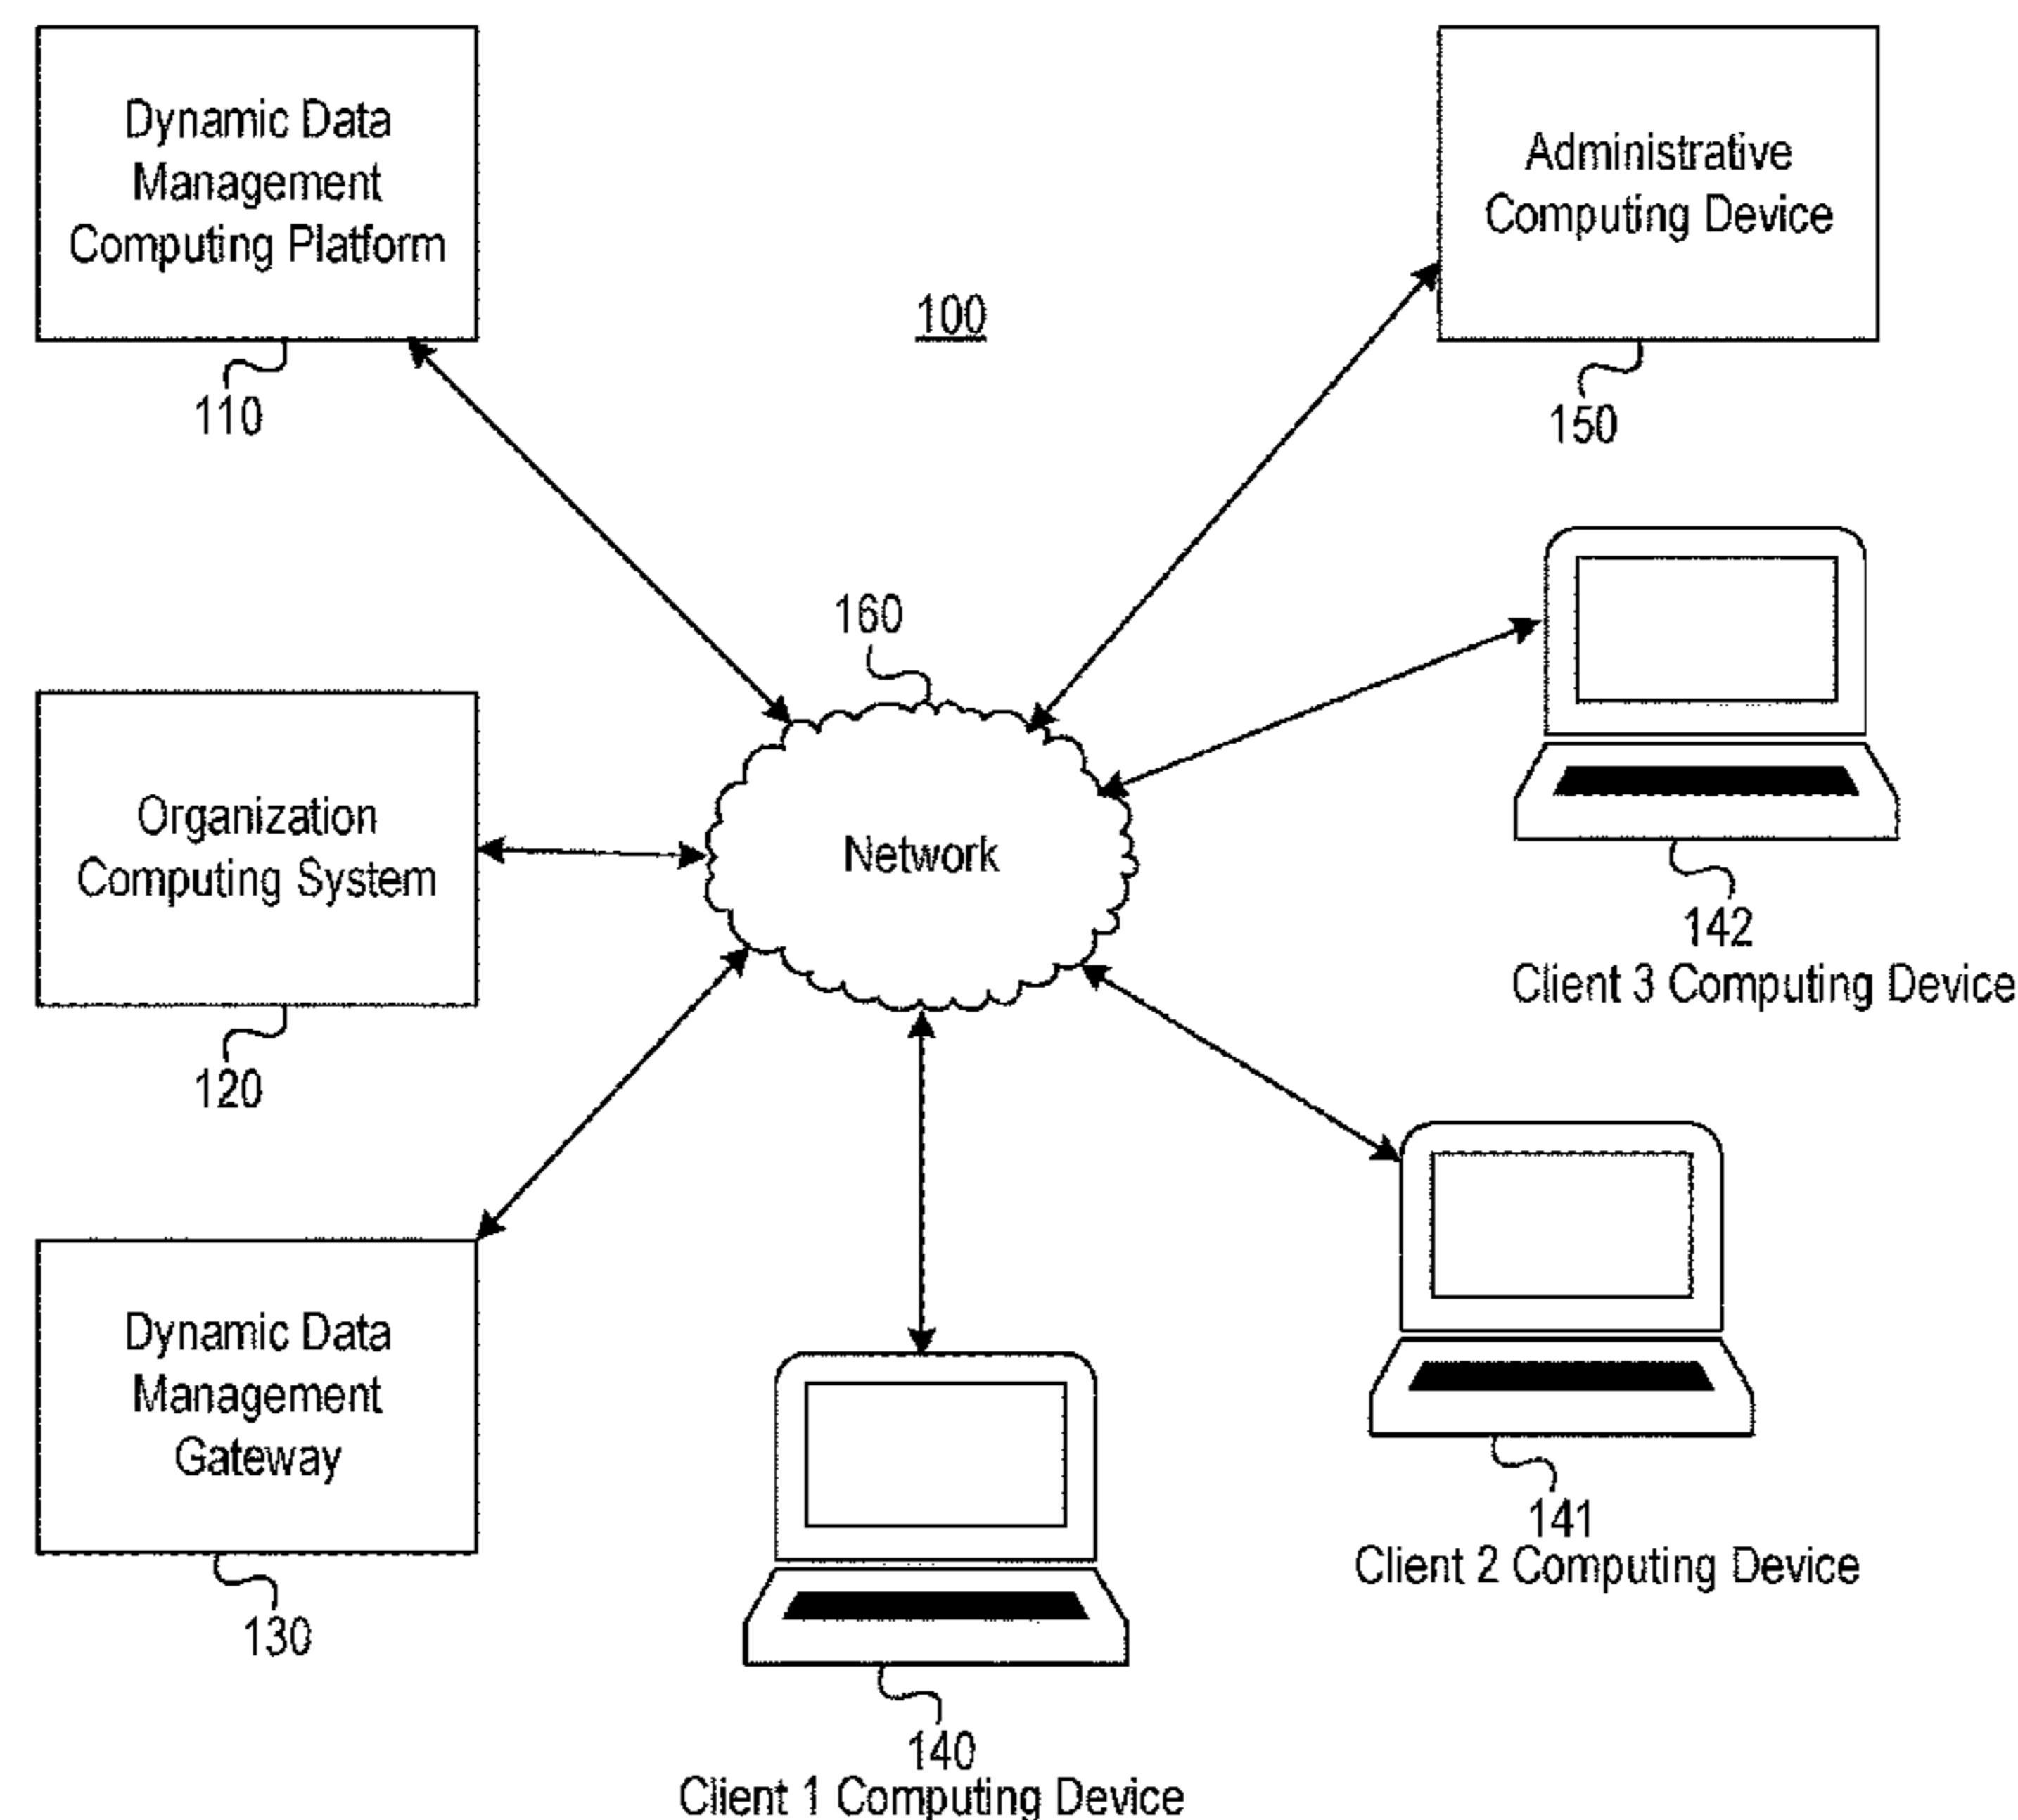 Dynamic Data
Management
Computing Platform
110
100
Administrative
Computing Device
150
160
Network
Organization
Computing System
120
142
Client 3 Computing Device
Dynamic Data
Management
Gateway
130
141
Client 2 Computing Device
140
Client 1 Computing Device